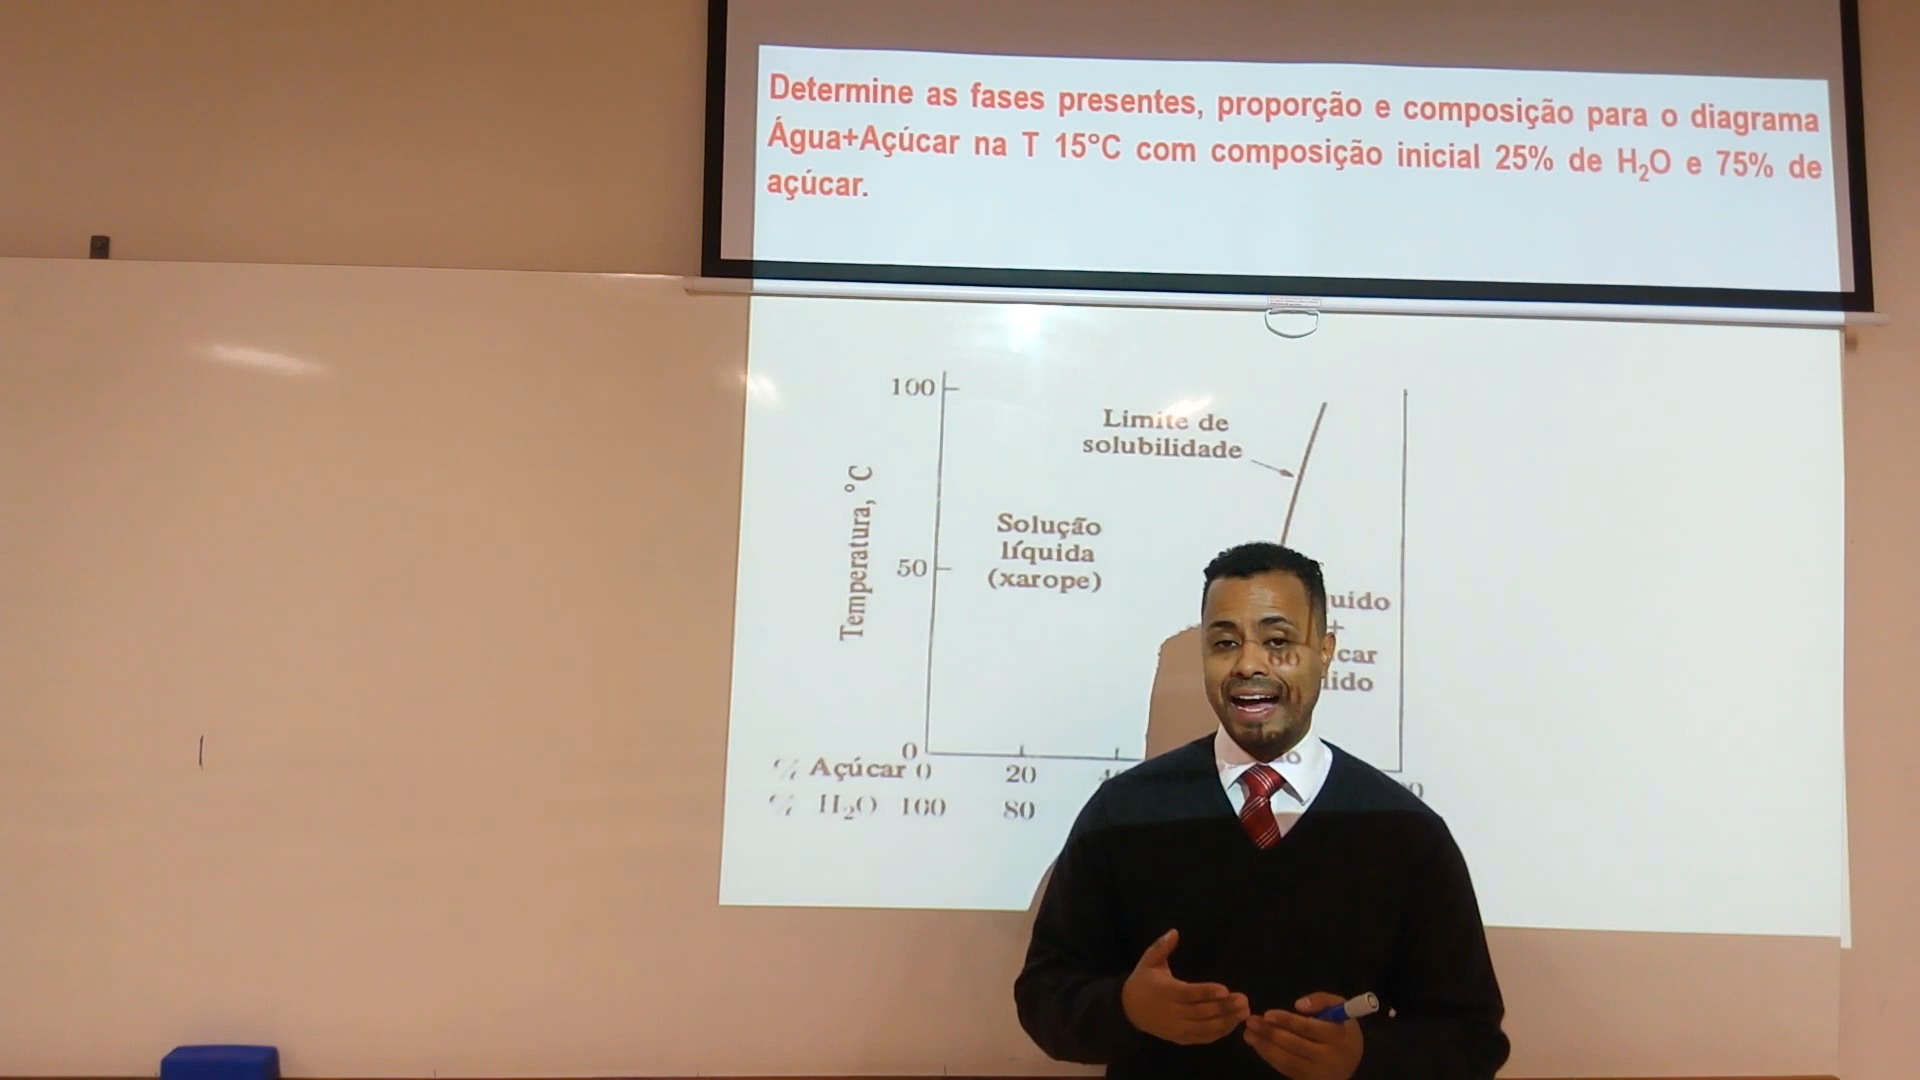 Determine as fases presentes, proporção e composição para o diagrama
Água+Açúcar na T 15°C com composição inicial 25% de H₂O e 75% de
açúcar.
100
Limite de
solubilidade
Temperatura, °C
Solução
líquida
(xarope)
50
uido
+
car
lido
0
% Açúcar 0 20
% H₂O 100 80